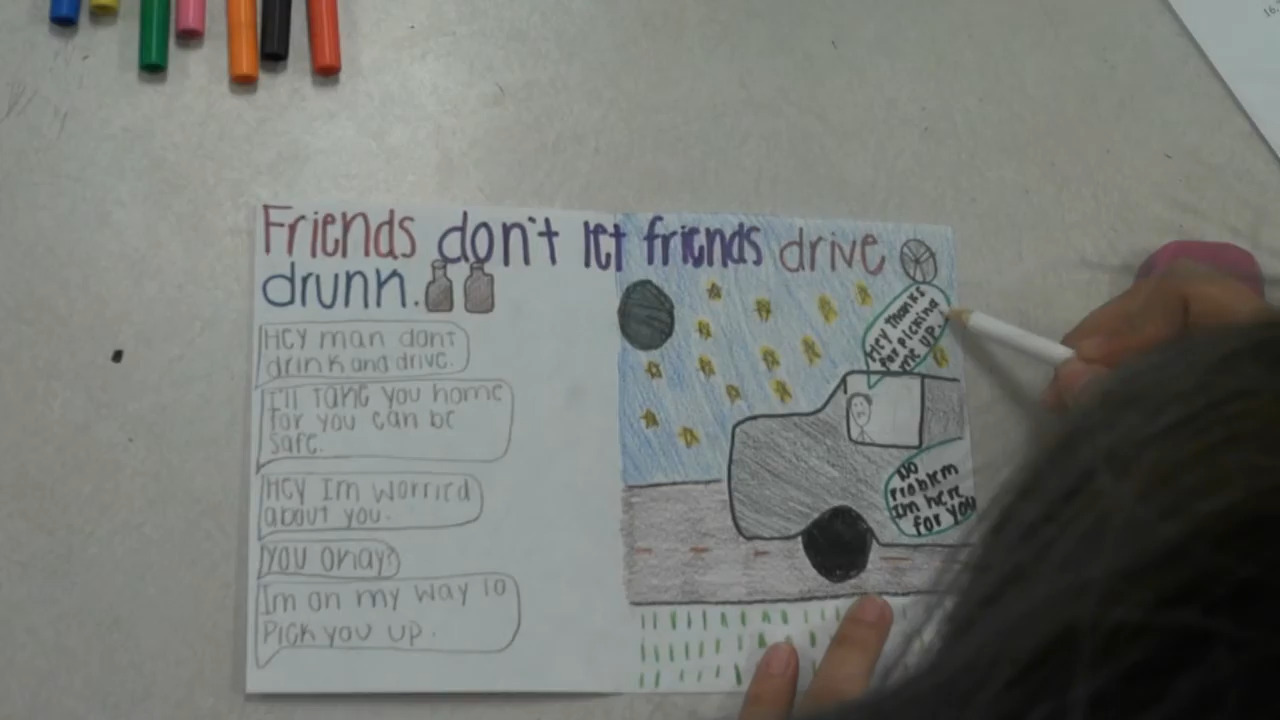 Friends don't let friends drive
drunk.
HEY man dont
drink and drive.
I'll Take you home
for you can be
safe.
HEY Im worried
about you.
You okay?
Im on my way to
Pick you up.
Hey thanks
for picking
me up.
NO
Problem
Im here
for you
16.